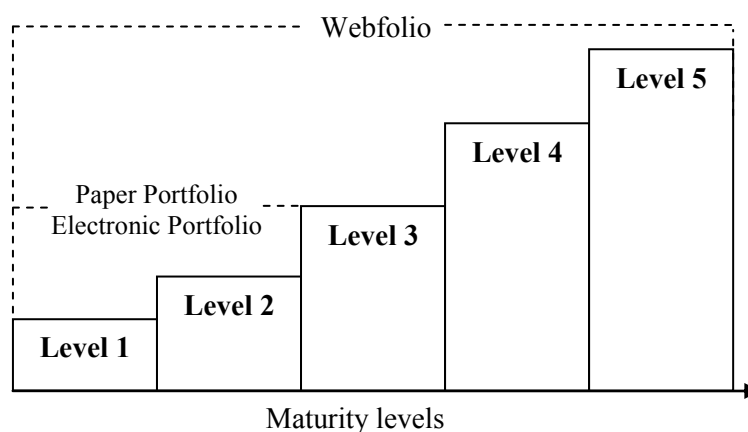 Webfolio
Level 5
Level 4
Paper Portfolio
Electronic Portfolio
Level 3
Level 2
Level 1
Maturity levels